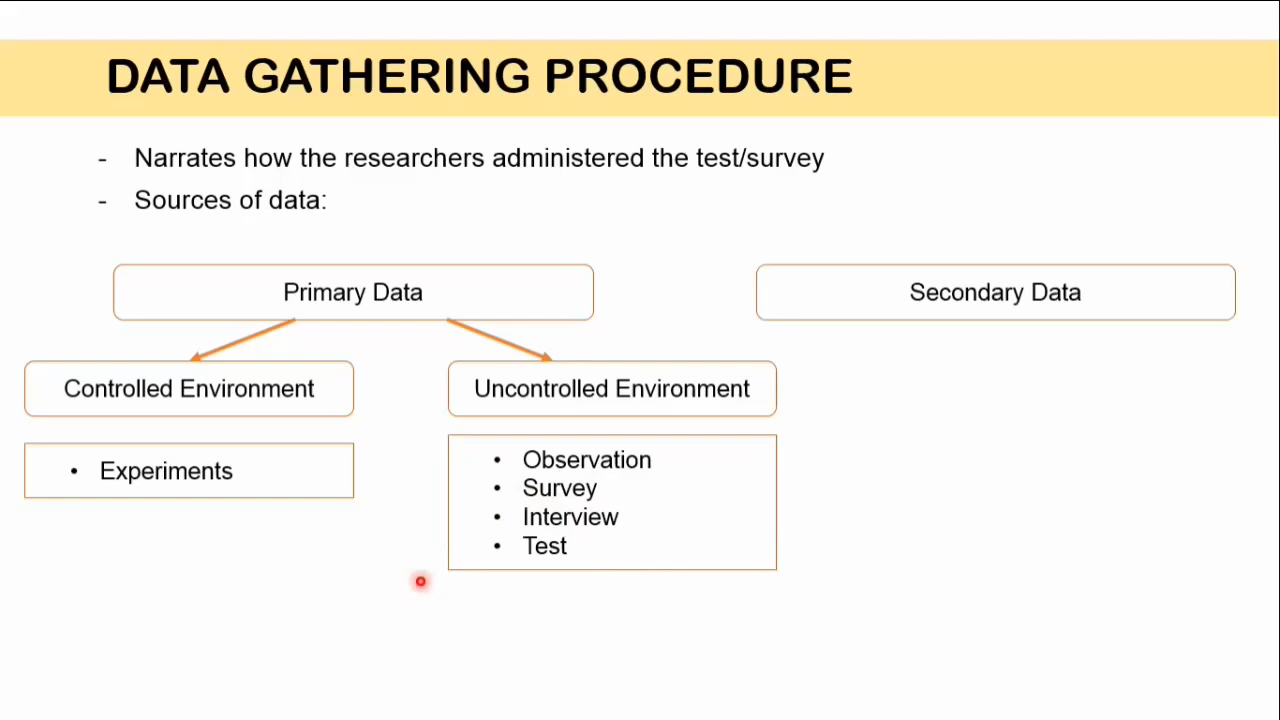 DATA GATHERING PROCEDURE
- Narrates how the researchers administered the test/survey
- Sources of data:
Primary Data
Secondary Data
Controlled Environment
Uncontrolled Environment
• Experiments
• Observation
• Survey
• Interview
• Test